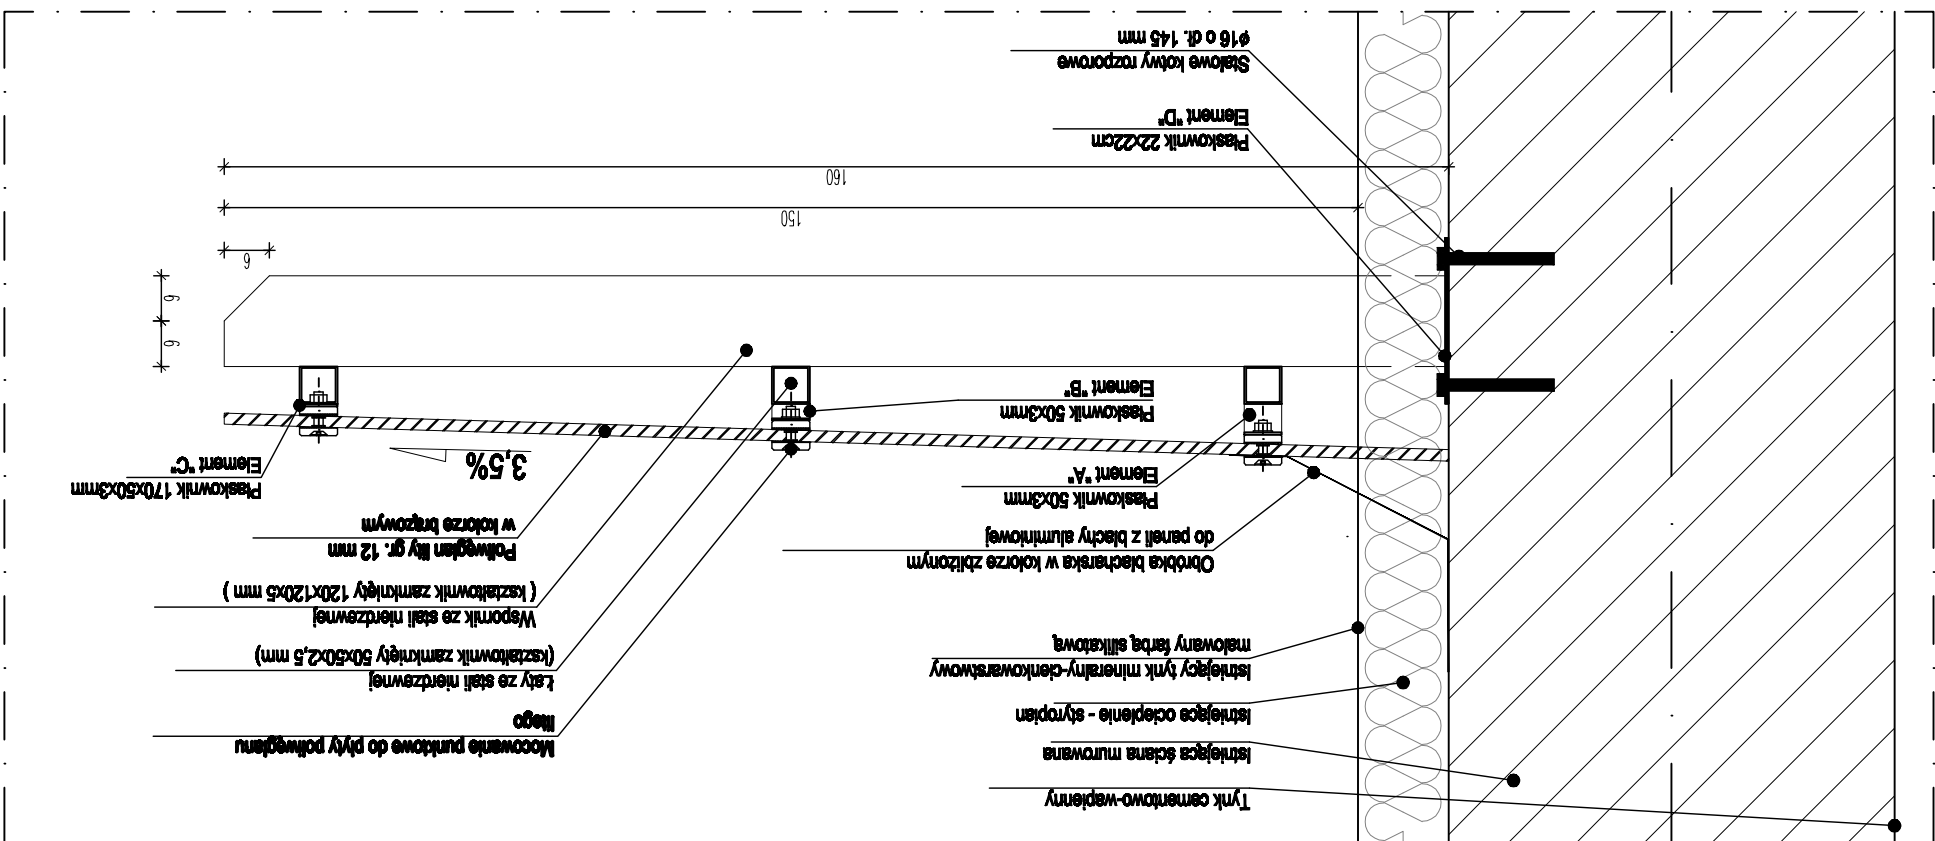 Tynk cementowo-wapienny
Istniejąca ściana murowana
Istniejące ocieplenie - styropian
Istniejący tynk mineralny-cienkowarstwowy
malowany farbą silikatową
Obróbka blacharska w kolorze zbliżonym
do paneli z blachy aluminiowej
Płaskownik 50x3mm
Element "A"
Płaskownik 50x3mm
Element "B"
Mocowanie punktowe do płyty poliwęglanu
litego
Łaty ze stali nierdzewnej
(kształtownik zamknięty 50x50x2,5 mm)
Wspornik ze stali nierdzewnej
( kształtownik zamknięty 120x120x5 mm )
Poliwęglan lity gr. 12 mm
w kolorze brązowym
3,5%
Płaskownik 170x50x3mm
Element "C"
6
6
6
150
160
Płaskownik 22x22cm
Element "D"
Stalowe kotwy rozporowe
ø16 o dł. 145 mm